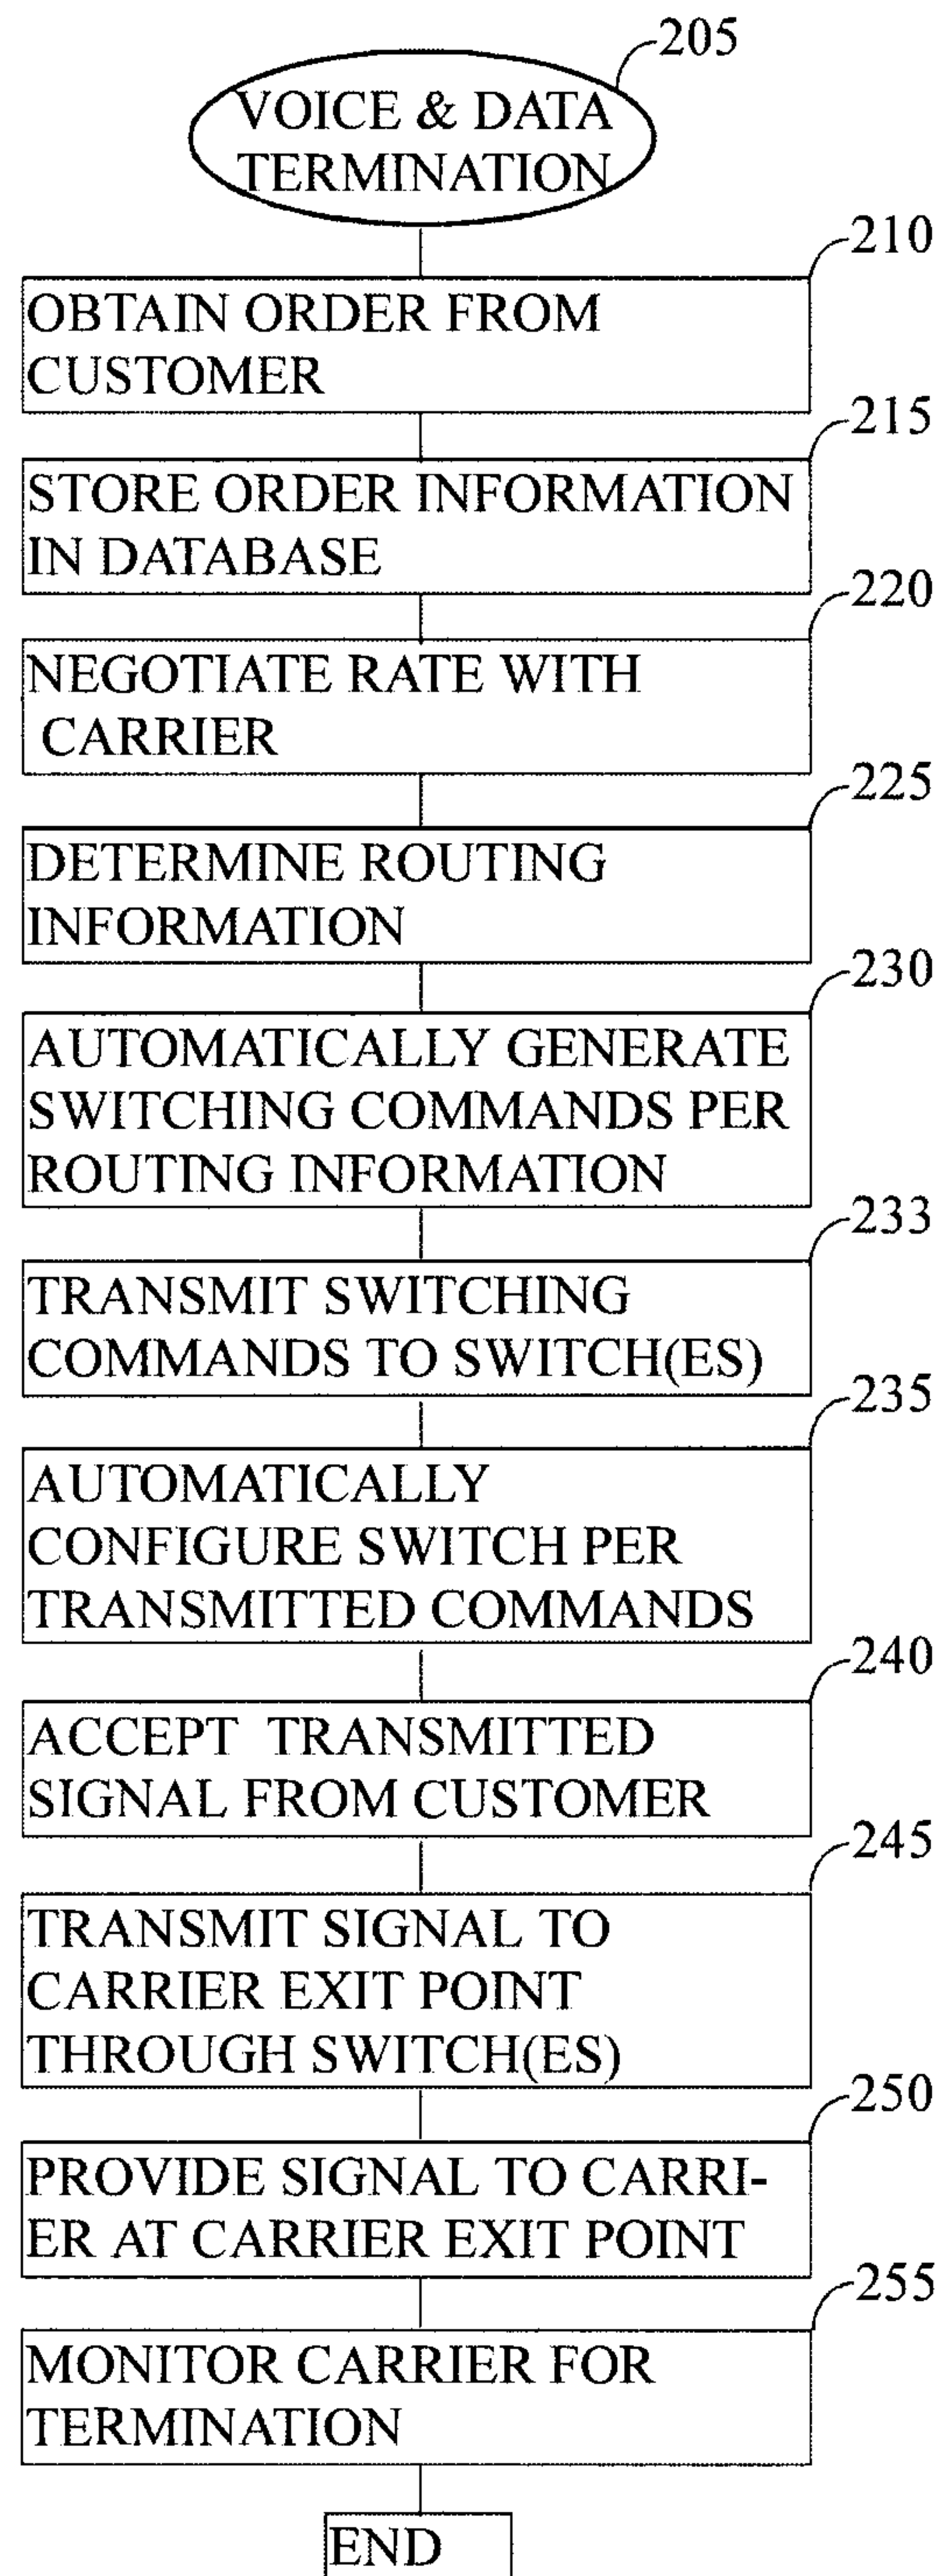 205
VOICE & DATA
TERMINATION
210
OBTAIN ORDER FROM
CUSTOMER
215
STORE ORDER INFORMATION
IN DATABASE
220
NEGOTIATE RATE WITH
CARRIER
225
DETERMINE ROUTING
INFORMATION
230
AUTOMATICALLY GENERATE
SWITCHING COMMANDS PER
ROUTING INFORMATION
233
TRANSMIT SWITCHING
COMMANDS TO SWITCH(ES)
235
AUTOMATICALLY
CONFIGURE SWITCH PER
TRANSMITTED COMMANDS
240
ACCEPT TRANSMITTED
SIGNAL FROM CUSTOMER
245
TRANSMIT SIGNAL TO
CARRIER EXIT POINT
THROUGH SWITCH(ES)
250
PROVIDE SIGNAL TO CARRI-
ER AT CARRIER EXIT POINT
255
MONITOR CARRIER FOR
TERMINATION
END